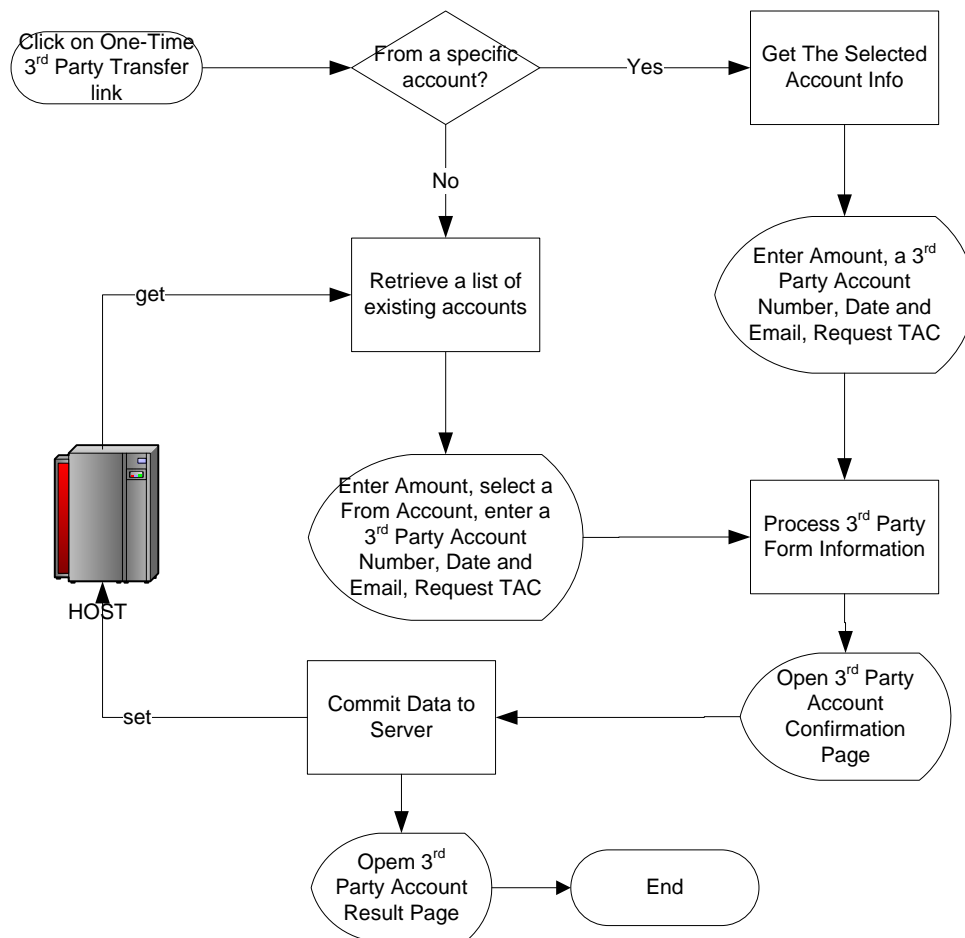 Click on One-Time
3rd Party Transfer
link
From a specific
account?
Yes
Get The Selected
Account Info
No
Enter Amount, a 3rd
Party Account
Number, Date and
Email, Request TAC
Retrieve a list of
existing accounts
get
HOST
Enter Amount, select a
From Account, enter a
3rd Party Account
Number, Date and
Email, Request TAC
Process 3rd Party
Form Information
Open 3rd Party
Account
Confirmation
Page
Commit Data to
Server
set
Opem 3rd
Party Account
Result Page
End